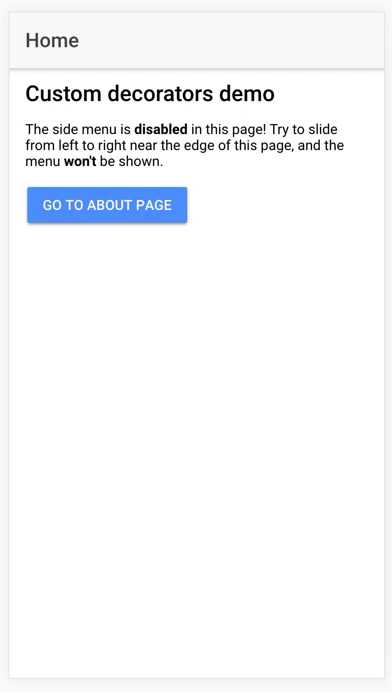 Home
Custom decorators demo
The side menu is disabled in this page! Try to slide
from left to right near the edge of this page, and the
menu won't be shown.
GO TO ABOUT PAGE